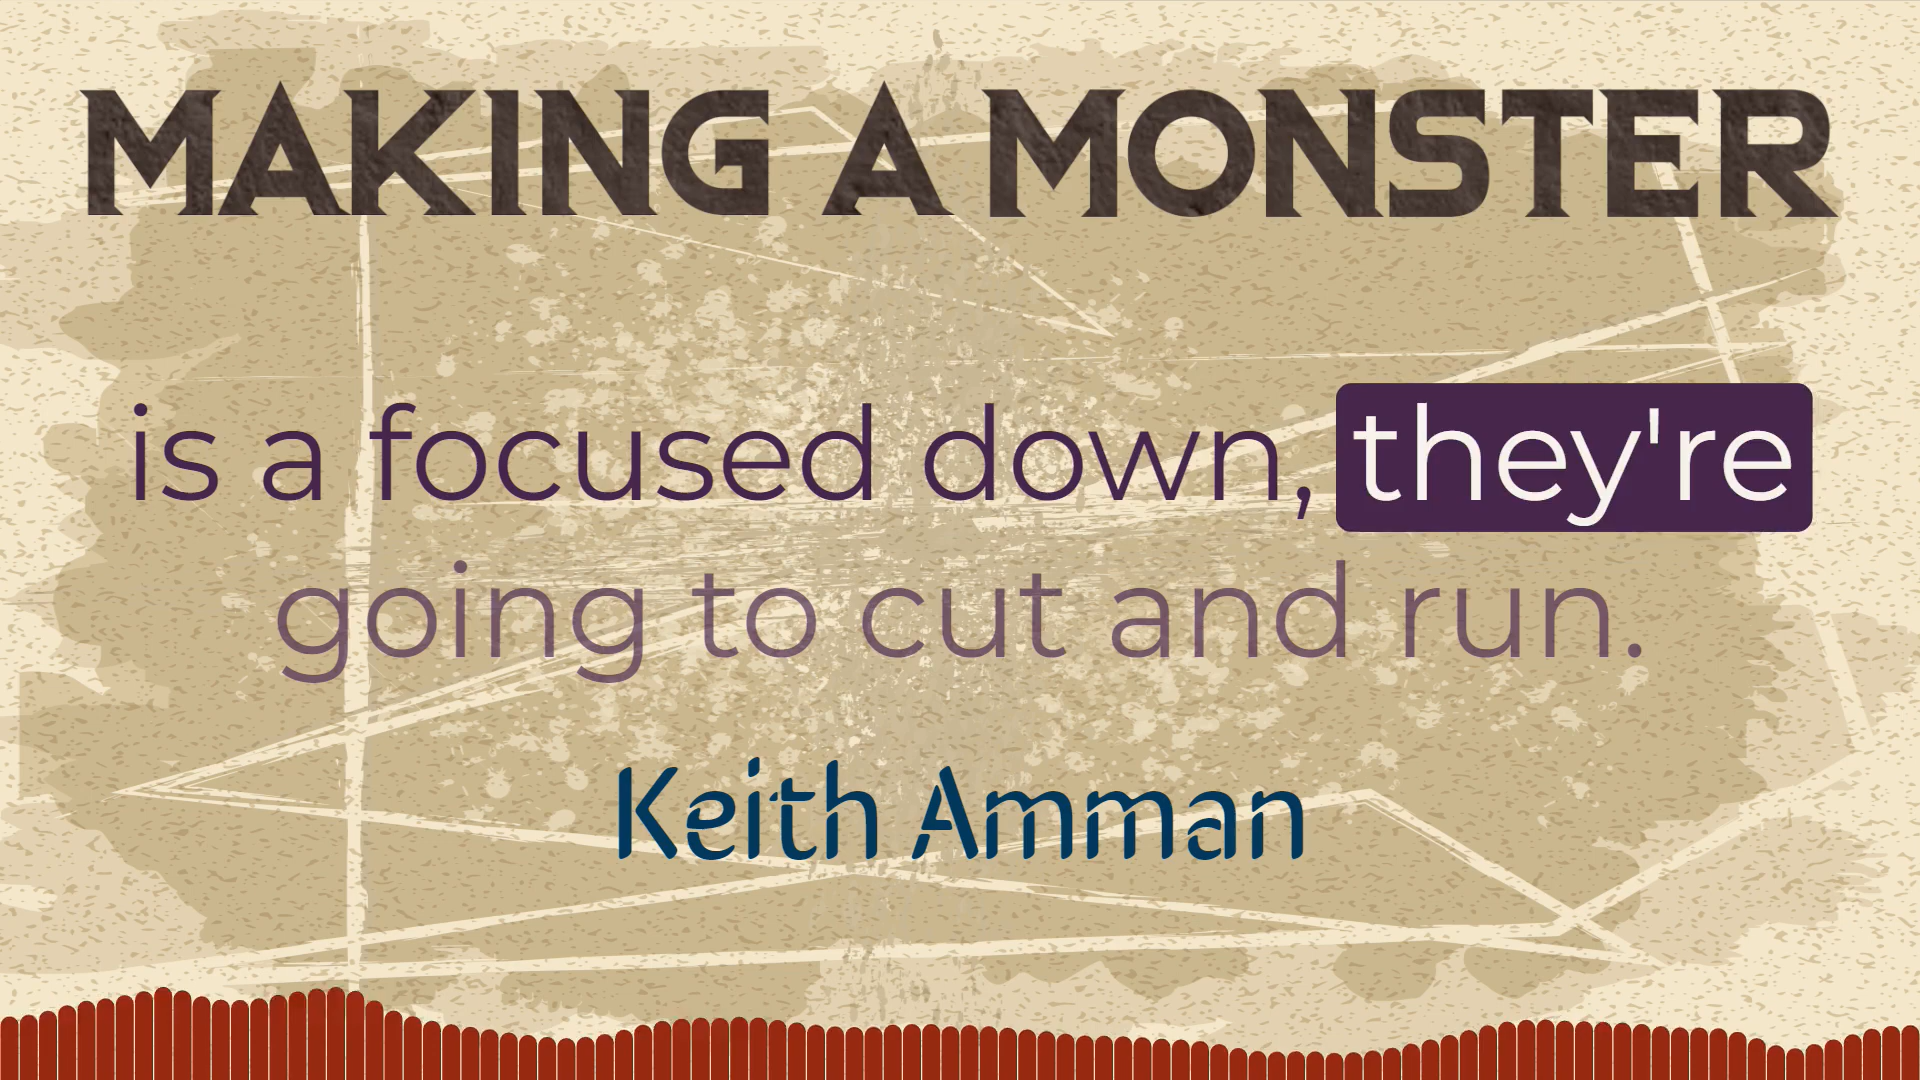 MAKING A MONSTER
is a focused down, they're
going to cut and run.
Keith Amman